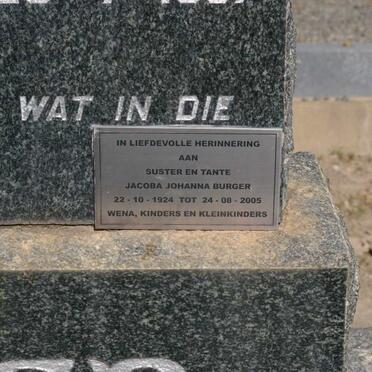 WAT IN DIE
IN LIEFDEVOLLE HERINNERING
AAN
SUSTER EN TANTE
JACOBA JOHANNA BURGER
22 - 10 - 1924 TOT 24 - 08 - 2005
WENA, KINDERS EN KLEINKINDERS